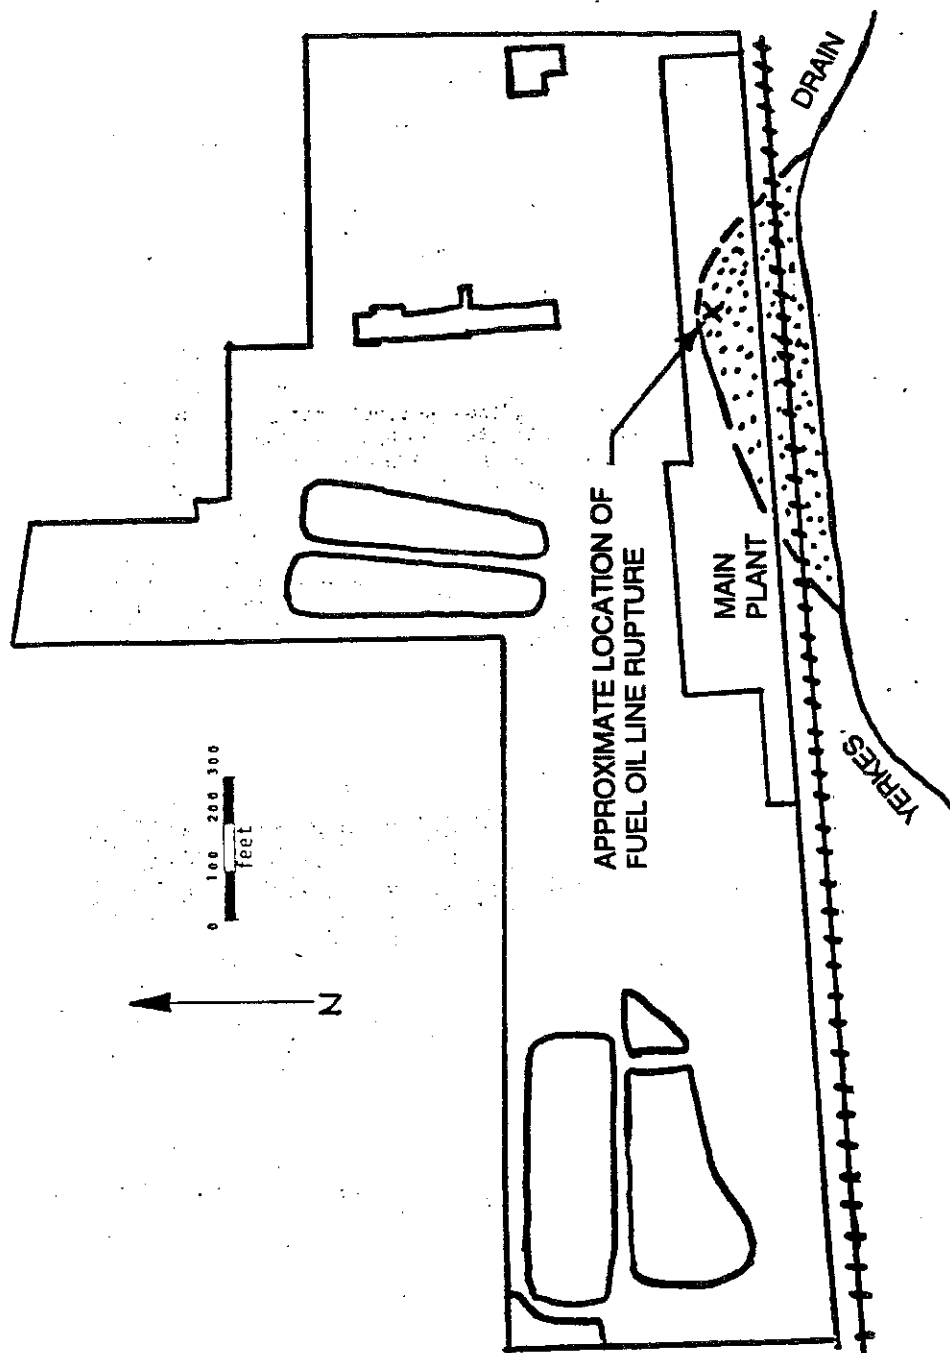 DRAIN
APPROXIMATE LOCATION OF
FUEL OIL LINE RUPTURE
MAIN
PLANT
YERKES
0 100 200 300
feet
N
X